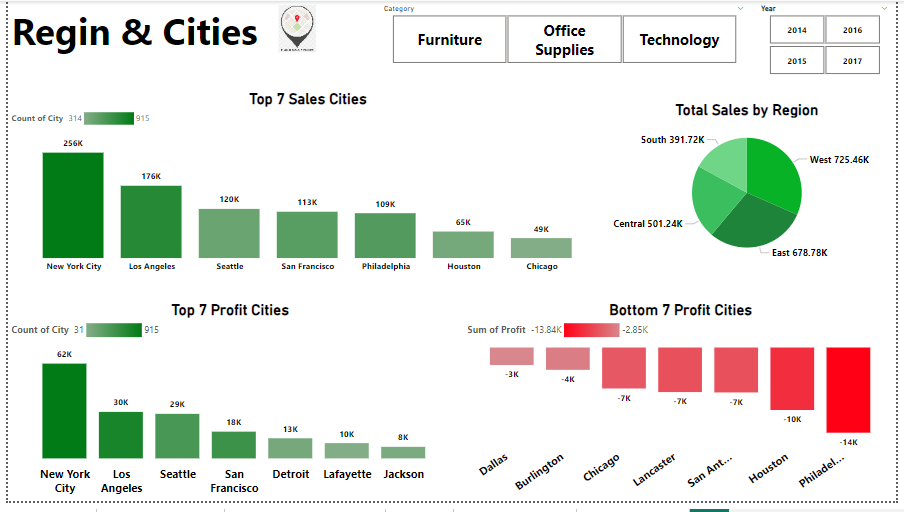 Regin & Cities
Category
Furniture
Office
Supplies
Technology
Year
2014
2016
2015
2017
Top 7 Sales Cities
Count of City 314 915
256K
176K
120K
113K
109K
65K
49K
New York City
Los Angeles
Seattle
San Francisco
Philadelphia
Houston
Chicago
Total Sales by Region
South 391.72K
West 725.46K
Central 501.24K
East 678.78K
Top 7 Profit Cities
Count of City 31 915
62K
30K
29K
18K
13K
10K
8K
New York
City
Los
Angeles
Seattle
San
Francisco
Detroit
Lafayette
Jackson
Bottom 7 Profit Cities
Sum of Profit -13.84K -2.85K
-3K
-4K
-7K
-7K
-7K
-10K
-14K
Dallas
Burlington
Chicago
Lancaster
San Ant...
Houston
Philadel...